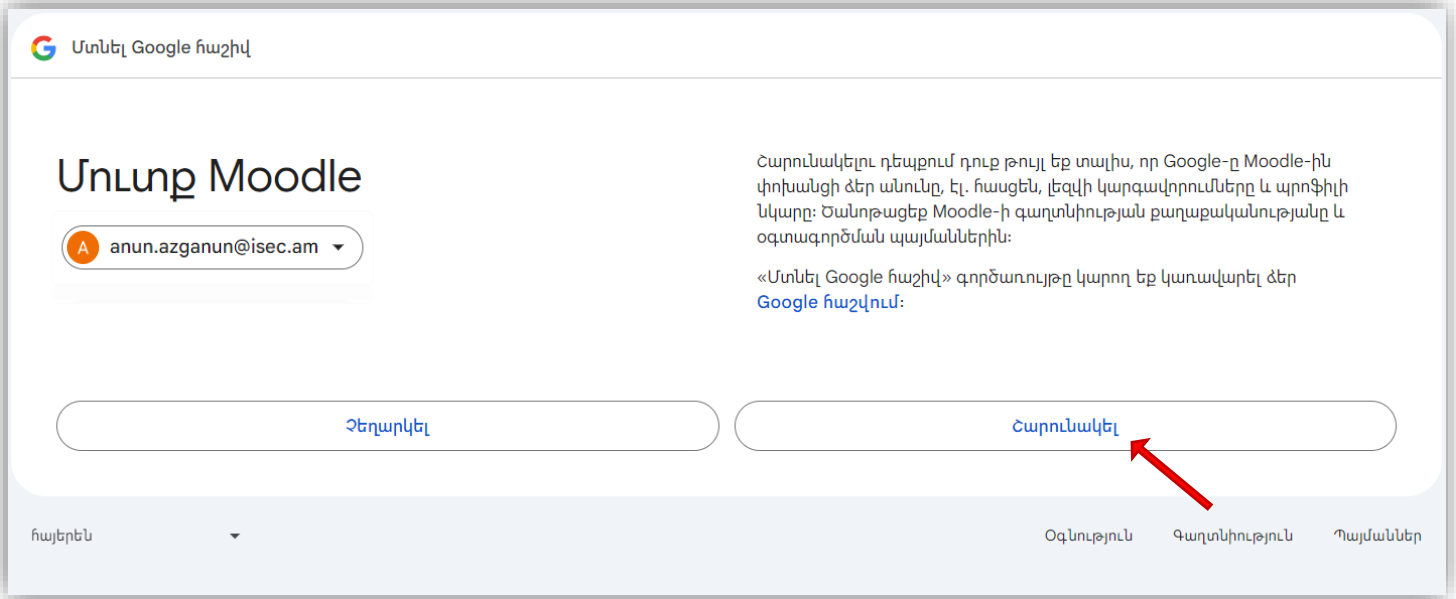 Մտնել Google հաշիվ
Մուտք Moodle
A anun.azganun@isec.am
Շարունակելու դեպքում դուք թույլ եք տալիս, որ Google-ը Moodle-ին
փոխանցի ձեր անունը, էլ. հասցեն, լեզվի կարգավորումները և պրոֆիլի
նկարը։ Ծանոթացեք Moodle-ի գաղտնիության քաղաքականությանը և
օգտագործման պայմաններին։
«Մտնել Google հաշիվ» գործառույթը կարող եք կառավարել ձեր
Google հաշվում։
Չեղարկել
Շարունակել
հայերեն
Օգնություն Գաղտնիություն Պայմաններ